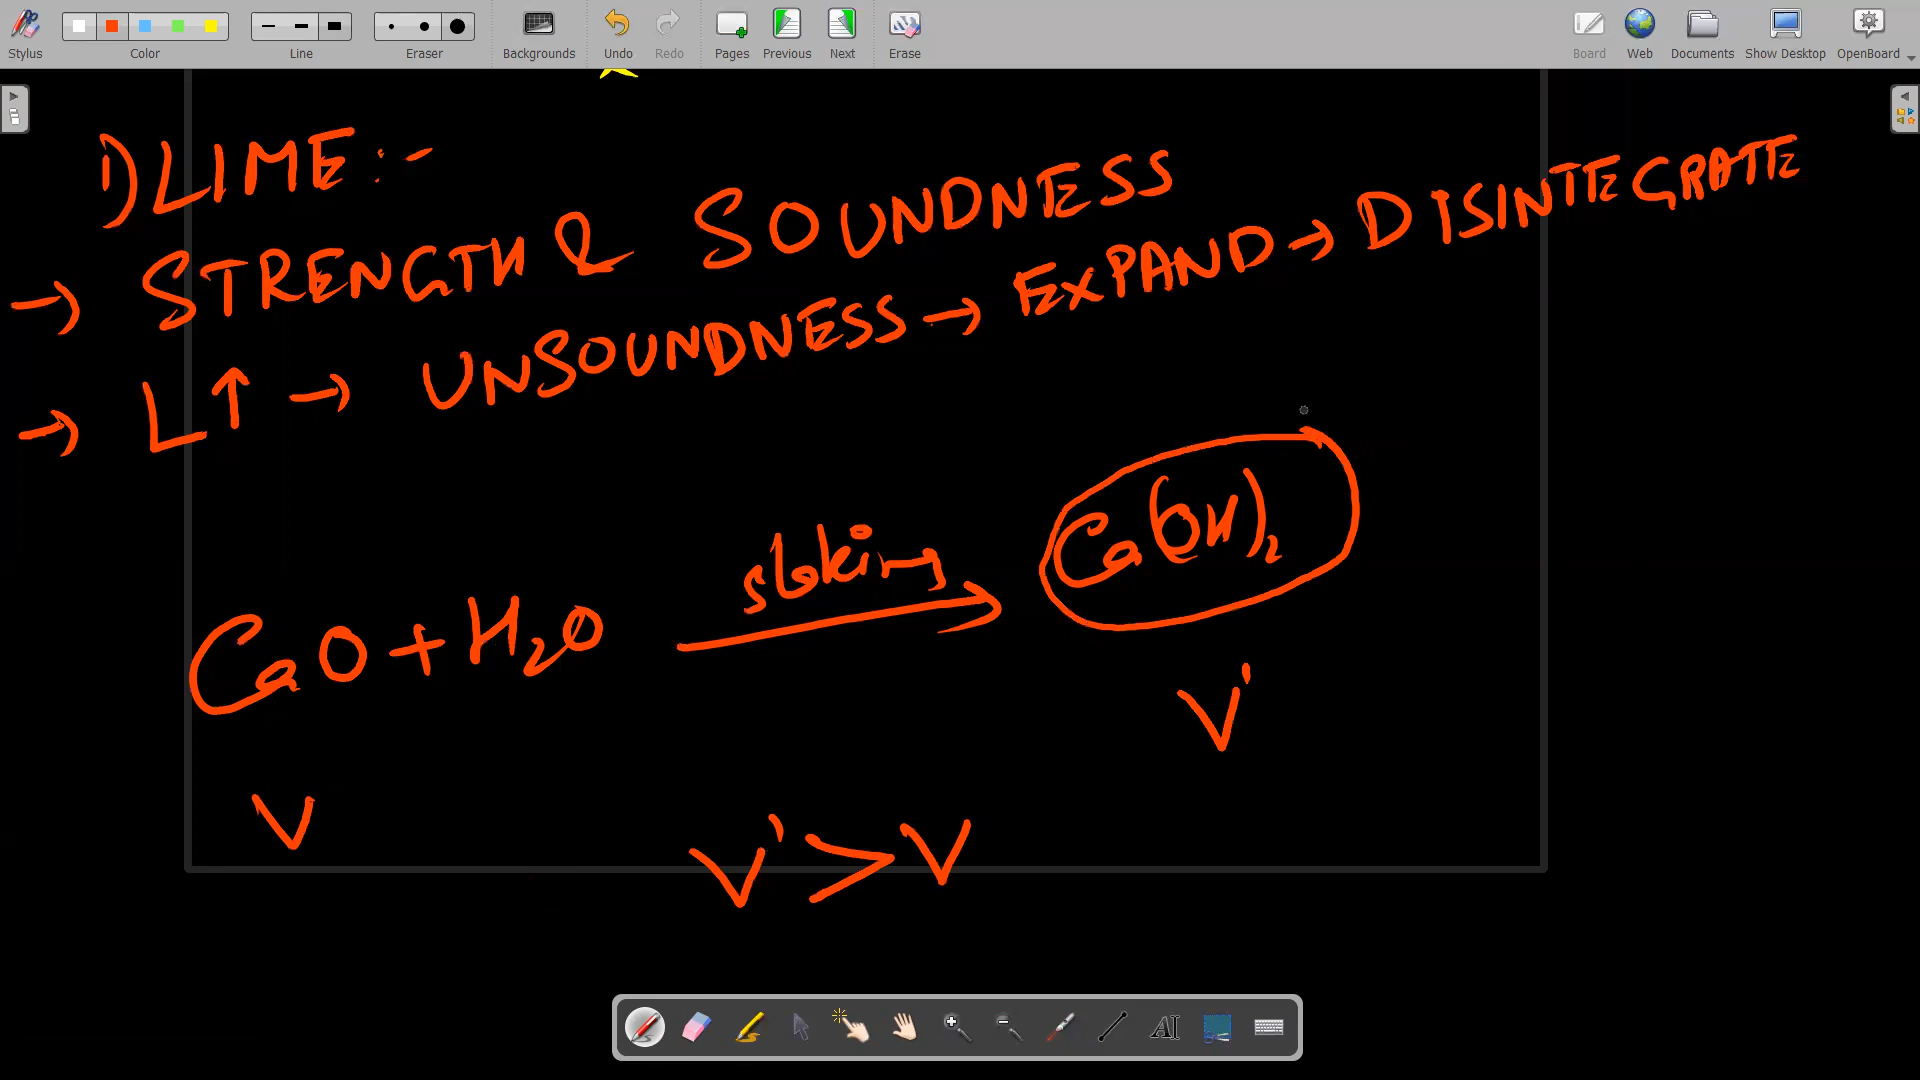 Stylus Color Line Eraser Backgrounds Undo Redo Pages Previous Next Erase Board Web Documents Show Desktop OpenBoard
1) LIME :-
→ STRENGTH & SOUNDNESS
→ L↑ → UNSOUNDNESS → EXPAND → DISINTEGRATE
CaO + H₂O slaking → Ca(OH)₂
V V'
V' > V
AI